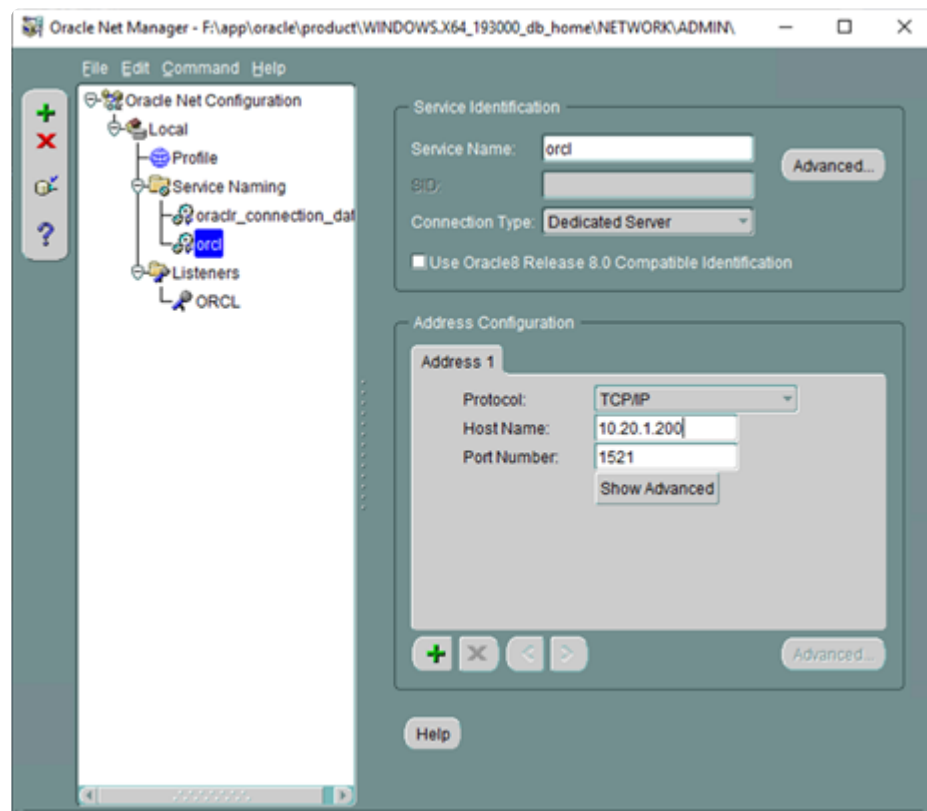 Oracle Net Manager - F:\app\oracle\product\WINDOWS.X64_193000_db_home\NETWORK\ADMIN\
File Edit Command Help
Oracle Net Configuration
Local
Profile
Service Naming
oraclr_connection_dat
orcl
Listeners
ORCL
Service Identification
Service Name: orcl
Advanced...
SID:
Connection Type: Dedicated Server
Use Oracle8 Release 8.0 Compatible Identification
Address Configuration
Address 1
Protocol: TCP/IP
Host Name: 10.20.1.200
Port Number: 1521
Show Advanced
Advanced...
Help